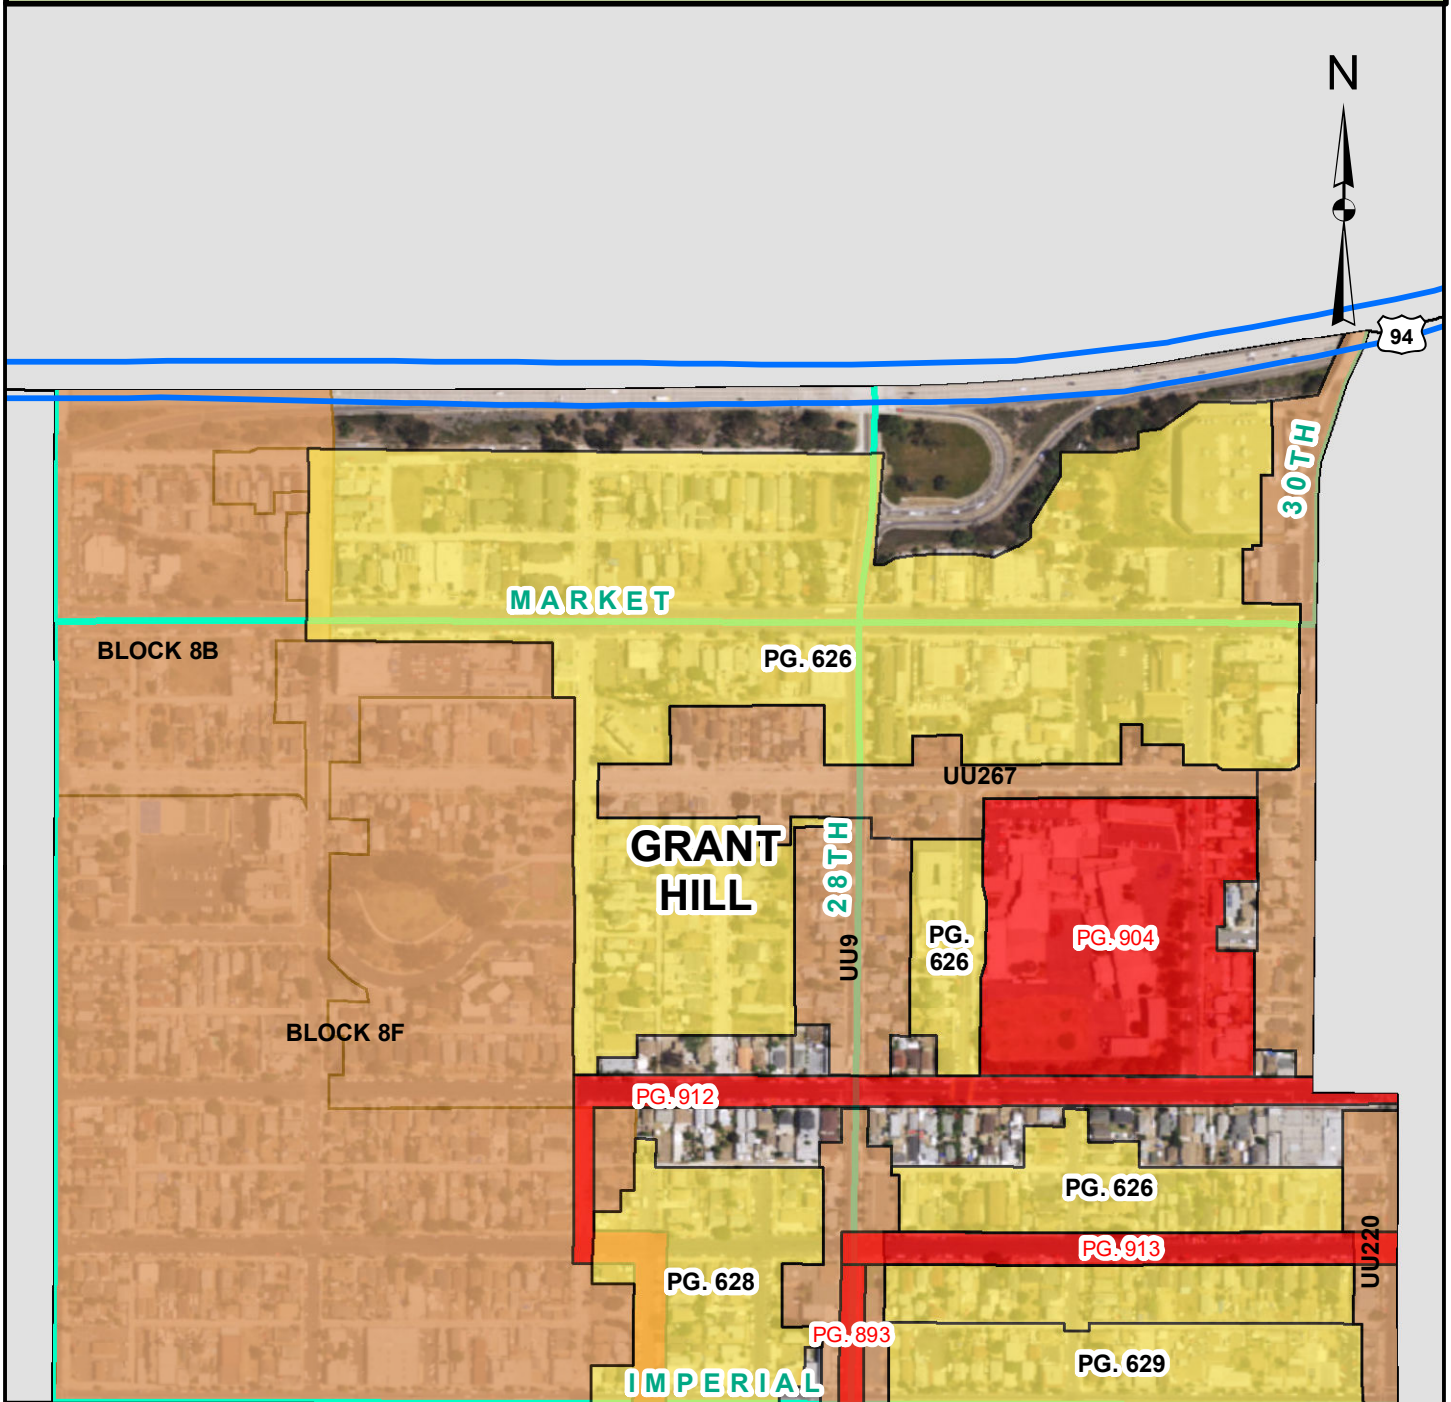 N
94
30TH
MARKET
BLOCK 8B
PG. 626
UU267
GRANT
HILL
28TH
UU9
PG.
626
PG. 904
BLOCK 8F
PG. 912
PG. 626
UU220
PG. 913
PG. 628
PG. 893
PG. 629
IMPERIAL